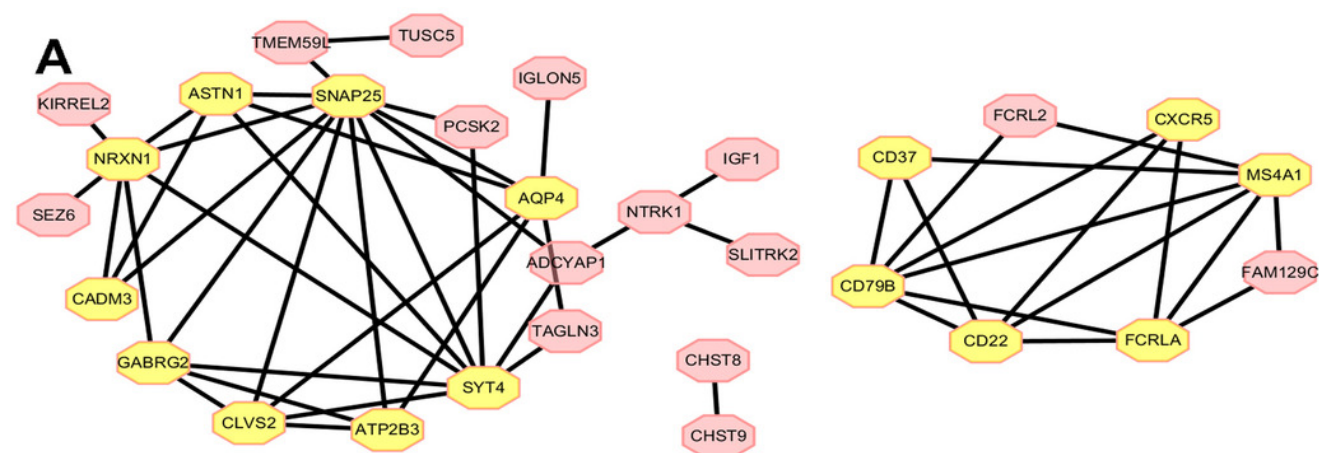 A
TMEM59L
TUSC5
KIRREL2
ASTN1
SNAP25
IGLON5
PCSK2
NRXN1
SEZ6
AQP4
IGF1
NTRK1
SLITRK2
ADCYAP1
CADM3
TAGLN3
GABRG2
SYT4
CLVS2
ATP2B3
CHST8
CHST9
FCRL2
CXCR5
CD37
MS4A1
FAM129C
CD79B
CD22
FCRLA